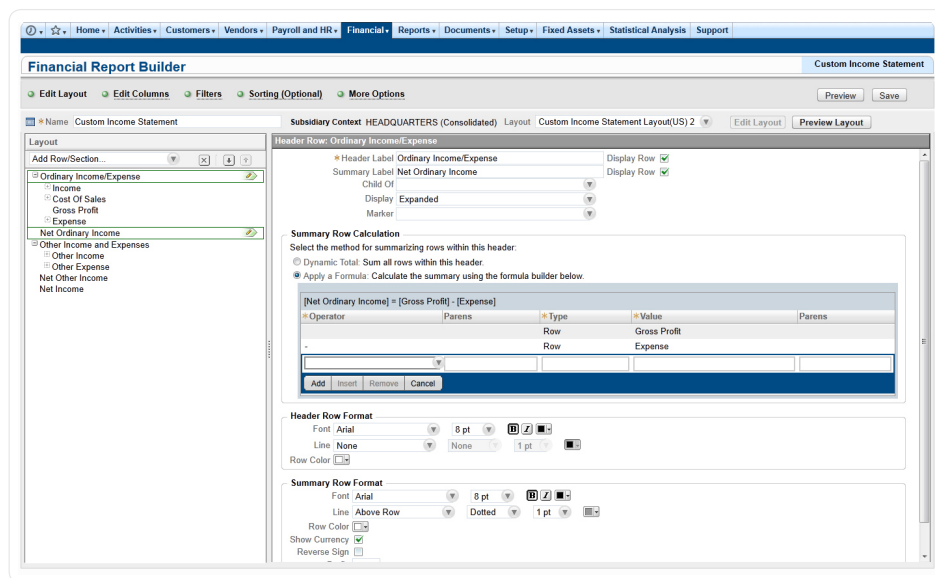 Home Activities Customers Vendors Payroll and HR Financial Reports Documents Setup Fixed Assets Statistical Analysis Support
Financial Report Builder
Custom Income Statement
Edit Layout Edit Columns Filters Sorting (Optional) More Options
Preview Save
*Name Custom Income Statement Subsidiary Context HEADQUARTERS (Consolidated) Layout Custom Income Statement Layout(US) 2 Edit Layout Preview Layout
Layout
Add Row/Section...
Ordinary Income/Expense
Income
Cost Of Sales
Gross Profit
Expense
Net Ordinary Income
Other Income and Expenses
Other Income
Other Expense
Net Other Income
Net Income
Header Row: Ordinary Income/Expense
*Header Label Ordinary Income/Expense Display Row
Summary Label Net Ordinary Income Display Row
Child Of
Display Expanded
Marker
Summary Row Calculation
Select the method for summarizing rows within this header:
Dynamic Total: Sum all rows within this header.
Apply a Formula: Calculate the summary using the formula builder below.
[Net Ordinary Income] = [Gross Profit] - [Expense]
*Operator Parens *Type *Value Parens
Row Gross Profit
- Row Expense
Add Insert Remove Cancel
Header Row Format
Font Arial 8 pt B I
Line None None 1 pt
Row Color
Summary Row Format
Font Arial 8 pt B I
Line Above Row Dotted 1 pt
Row Color
Show Currency
Reverse Sign